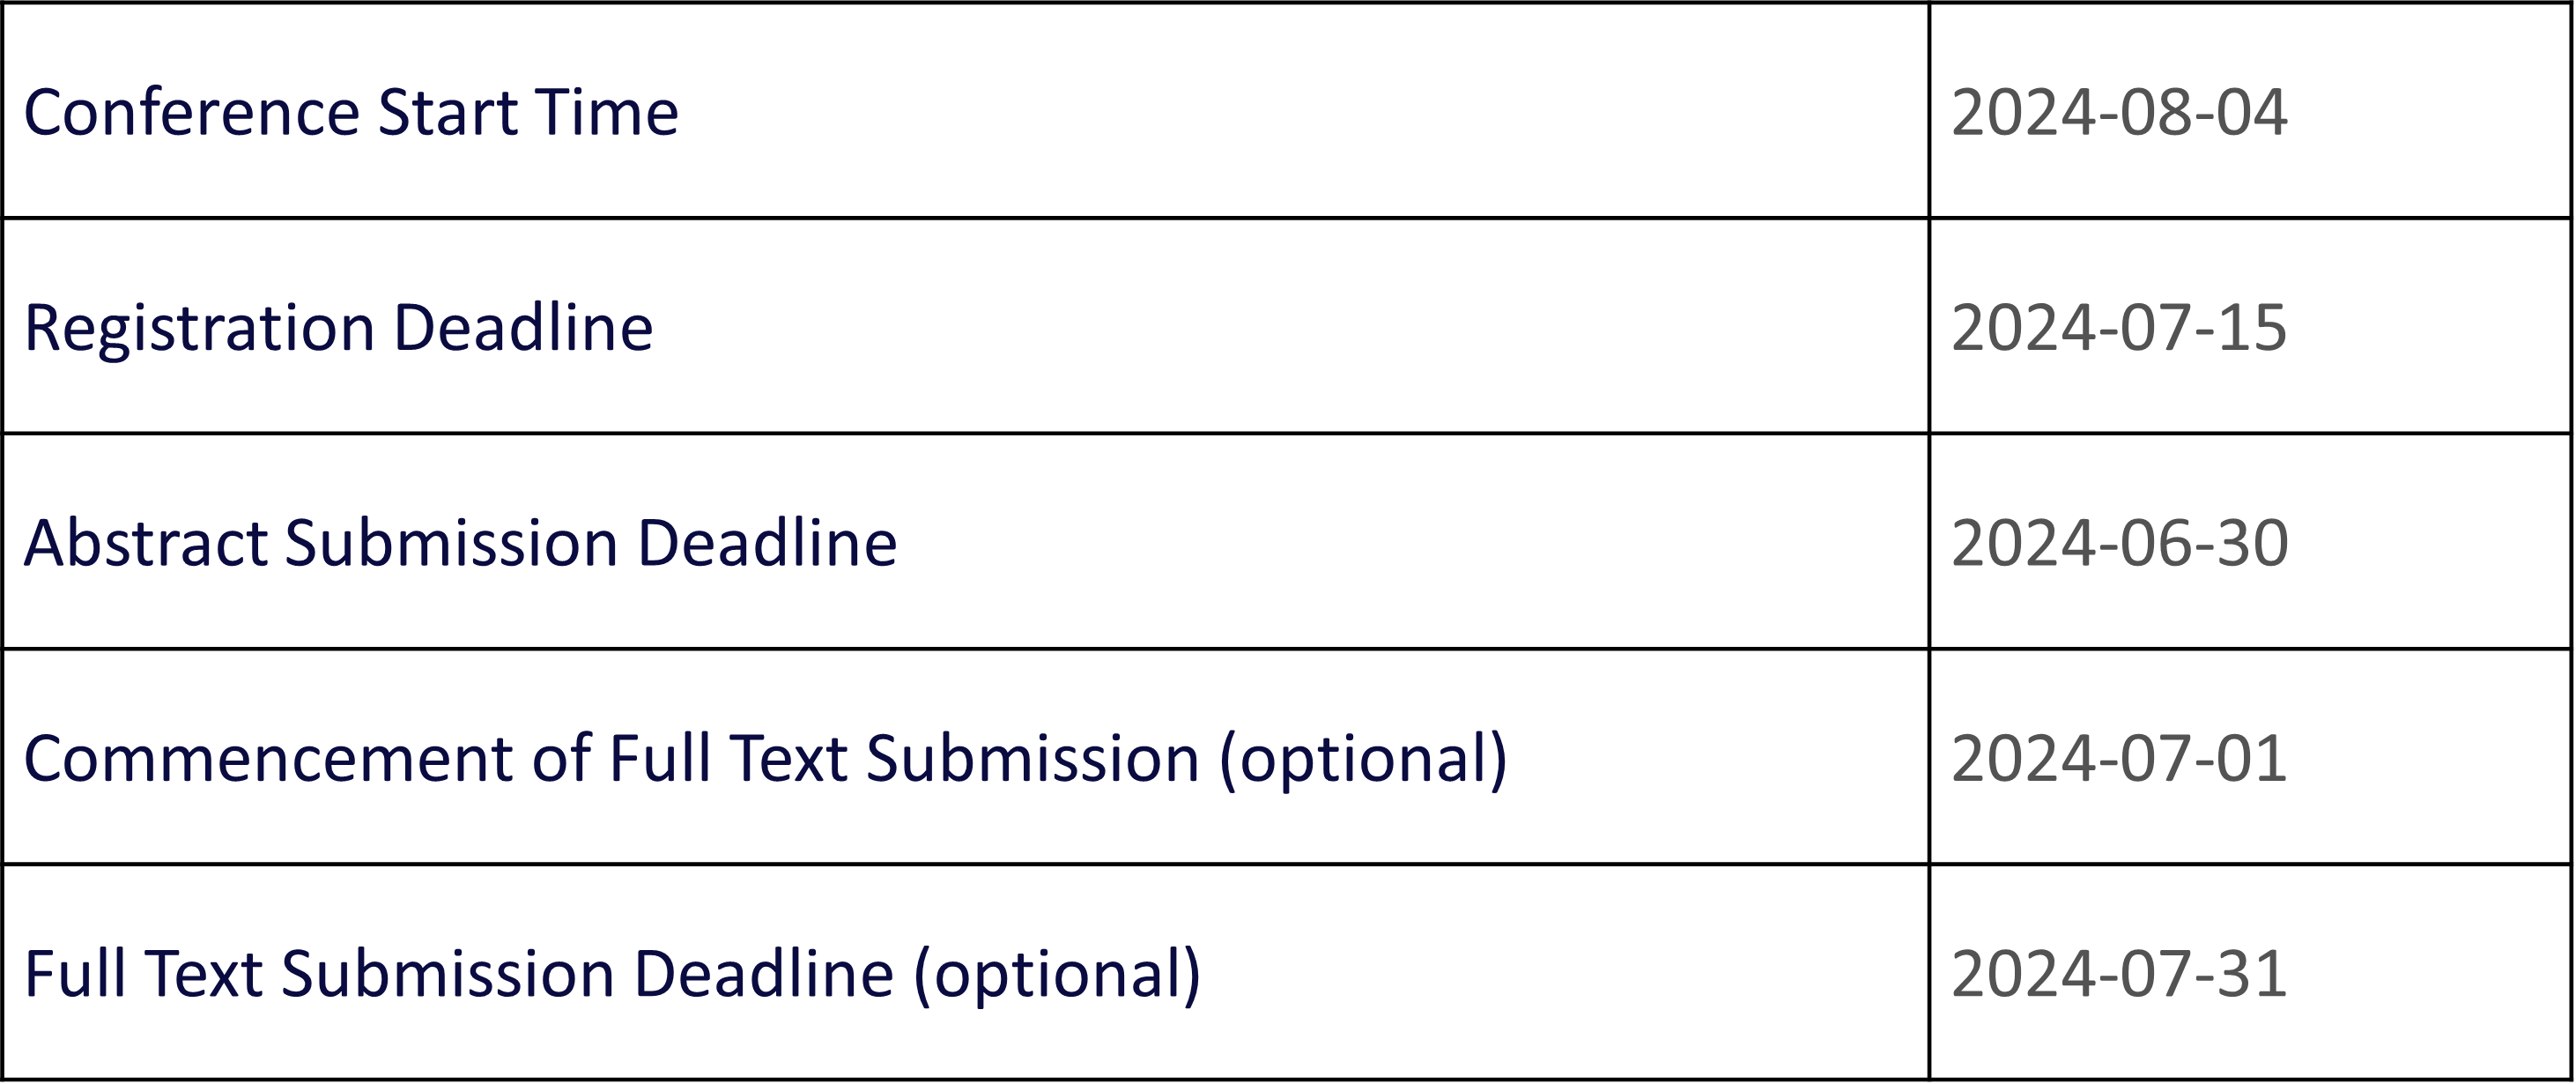 Conference Start Time 2024-08-04
Registration Deadline 2024-07-15
Abstract Submission Deadline 2024-06-30
Commencement of Full Text Submission (optional) 2024-07-01
Full Text Submission Deadline (optional) 2024-07-31